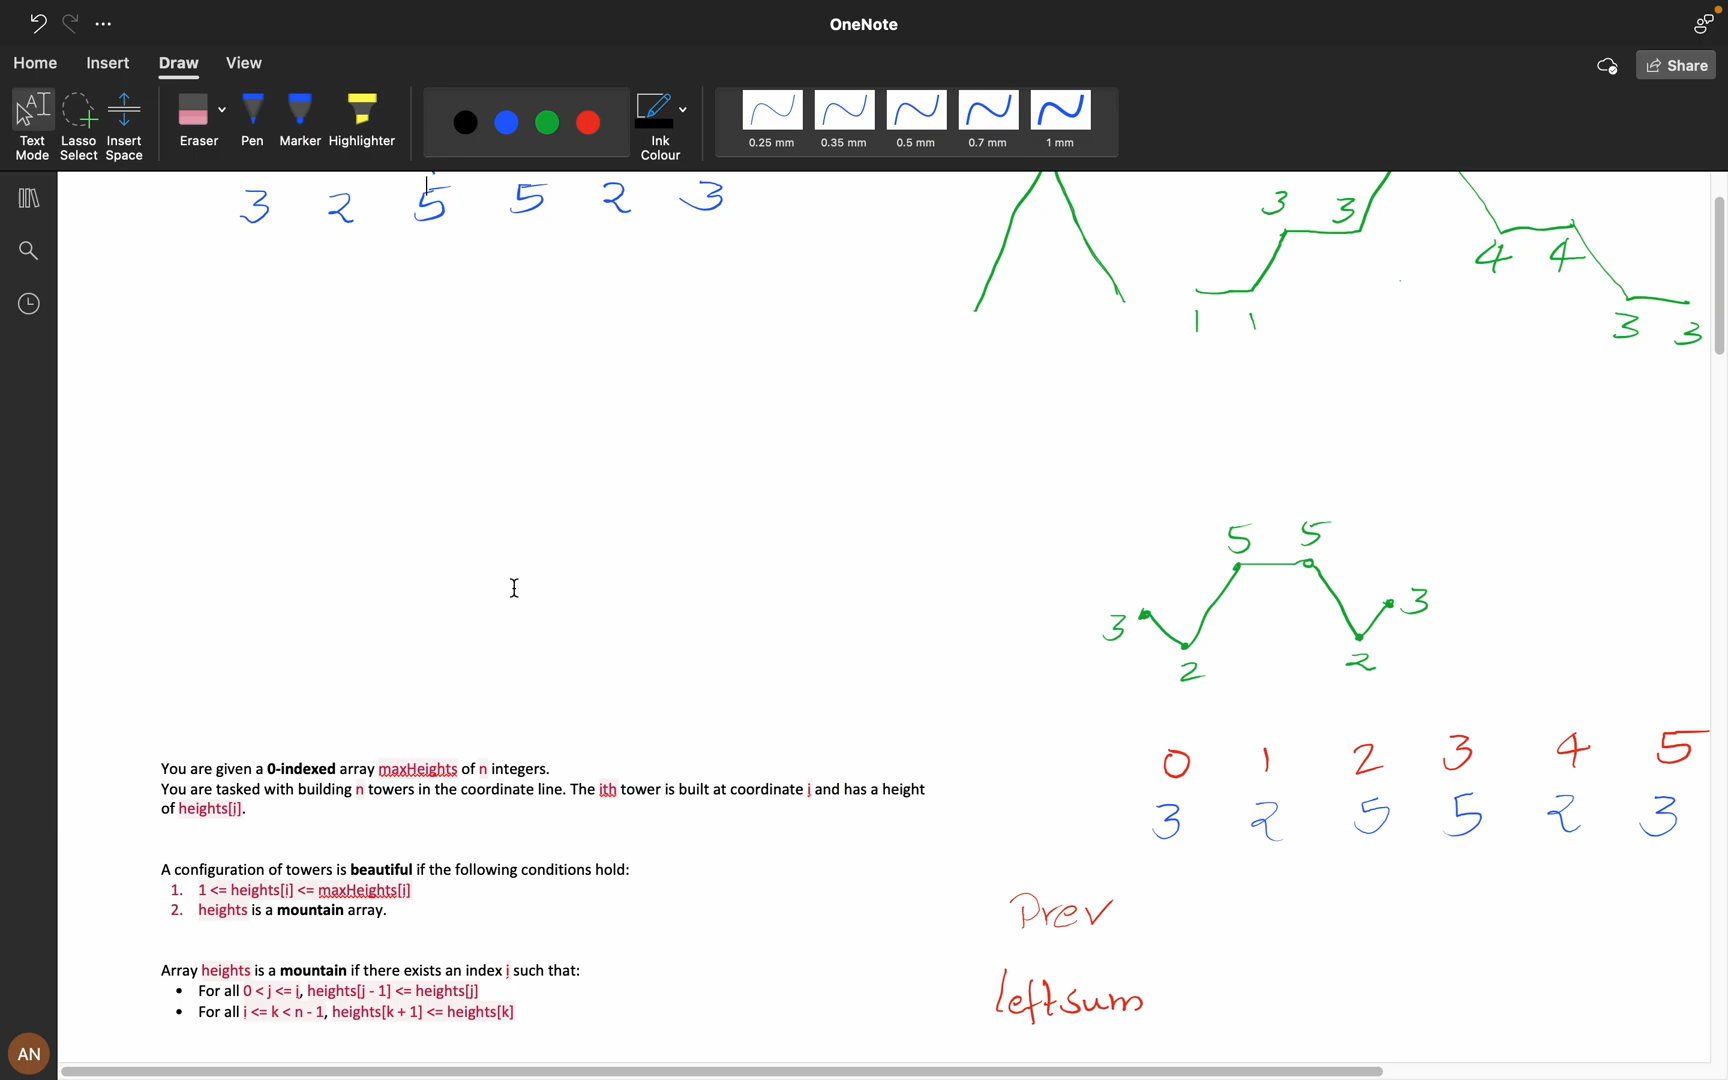 OneNote
Home Insert Draw View
Share
Text Mode
Lasso Select
Insert Space
Eraser
Pen
Marker
Highlighter
Ink Colour
0.25 mm
0.35 mm
0.5 mm
0.7 mm
1 mm
3 2 5 5 2 3
3 3
4 4
1 1
3 3
5 5
3 3
2 2
0 1 2 3 4 5
3 2 5 5 2 3
You are given a 0-indexed array maxHeights of n integers.
You are tasked with building n towers in the coordinate line. The ith tower is built at coordinate i and has a height
of heights[i].
A configuration of towers is beautiful if the following conditions hold:
1. 1 <= heights[i] <= maxHeights[i]
2. heights is a mountain array.
Prev
Array heights is a mountain if there exists an index i such that:
• For all 0 < j <= i, heights[j - 1] <= heights[j]
• For all i <= k < n - 1, heights[k + 1] <= heights[k]
leftsum
AN